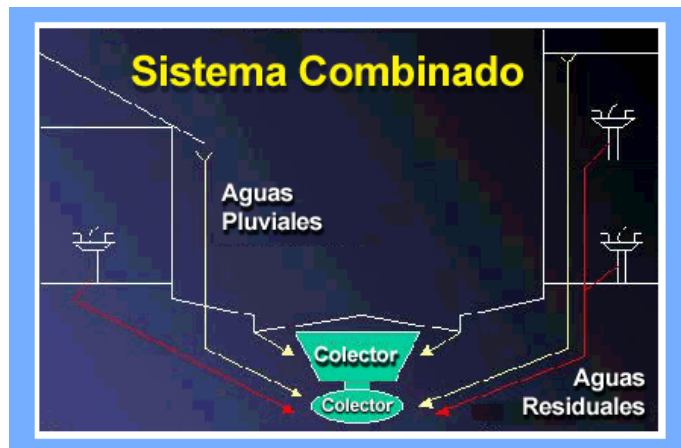 Sistema Combinado
Aguas
Pluviales
Colector
Colector
Aguas
Residuales